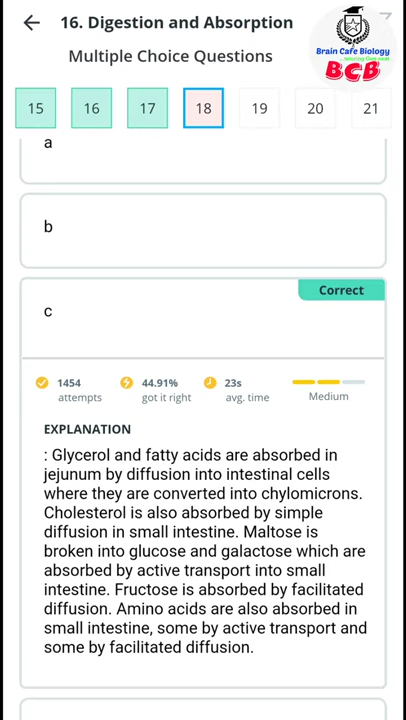 ← 16. Digestion and Absorption
Multiple Choice Questions
Brain Cafe Biology
BCB
15 16 17 18 19 20 21
a
b
Correct
c
1454 44.91% 23s
attempts got it right avg. time Medium
EXPLANATION
: Glycerol and fatty acids are absorbed in
jejunum by diffusion into intestinal cells
where they are converted into chylomicrons.
Cholesterol is also absorbed by simple
diffusion in small intestine. Maltose is
broken into glucose and galactose which are
absorbed by active transport into small
intestine. Fructose is absorbed by facilitated
diffusion. Amino acids are also absorbed in
small intestine, some by active transport and
some by facilitated diffusion.